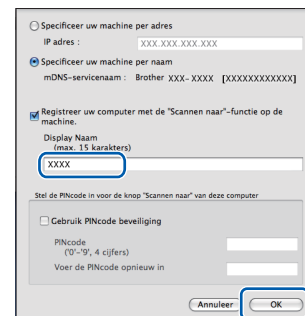 Specificeer uw machine per adres
IP adres : XXX.XXX.XXX.XXX
Specificeer uw machine per naam
mDNS-servicenaam : Brother XXX-XXXX [XXXXXXXXXXXX]
Registreer uw computer met de "Scannen naar"-functie op de
machine.
Display Naam
(max. 15 karakters)
XXXX
Stel de PINcode in voor de knop "Scannen naar" van deze computer
Gebruik PINcode beveiliging
PINcode
('0'-'9', 4 cijfers)
Voer de PINcode opnieuw in
Annuleer OK